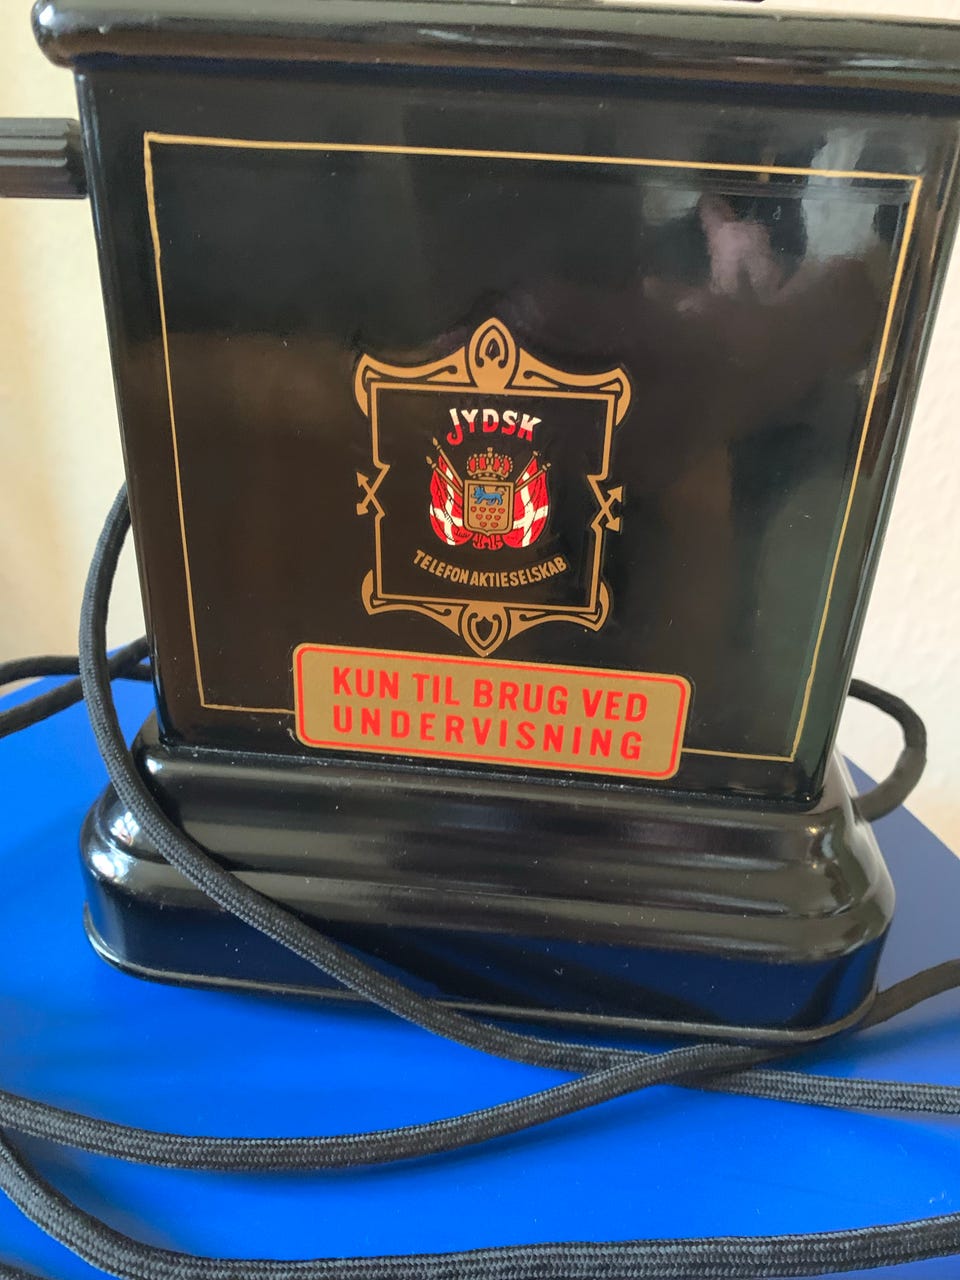 JYDSK
TELEFON AKTIESELSKAB
KUN TIL BRUG VED
UNDERVISNING